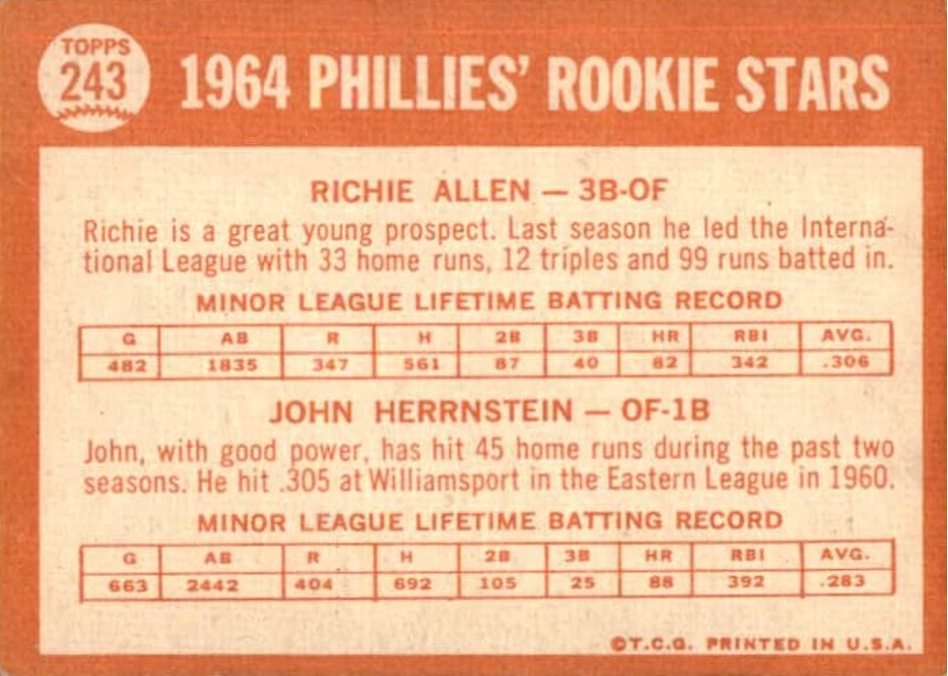 TOPPS
243
1964 PHILLIES' ROOKIE STARS
RICHIE ALLEN — 3B-OF
Richie is a great young prospect. Last season he led the Interna-
tional League with 33 home runs, 12 triples and 99 runs batted in.
MINOR LEAGUE LIFETIME BATTING RECORD
G AB R H 2B 3B HR RBI AVG.
482 1835 347 561 87 40 82 342 .306
JOHN HERRNSTEIN — OF-1B
John, with good power, has hit 45 home runs during the past two
seasons. He hit .305 at Williamsport in the Eastern League in 1960.
MINOR LEAGUE LIFETIME BATTING RECORD
G AB R H 2B 3B HR RBI AVG.
663 2442 404 692 105 25 88 392 .283
©T.C.G. PRINTED IN U.S.A.